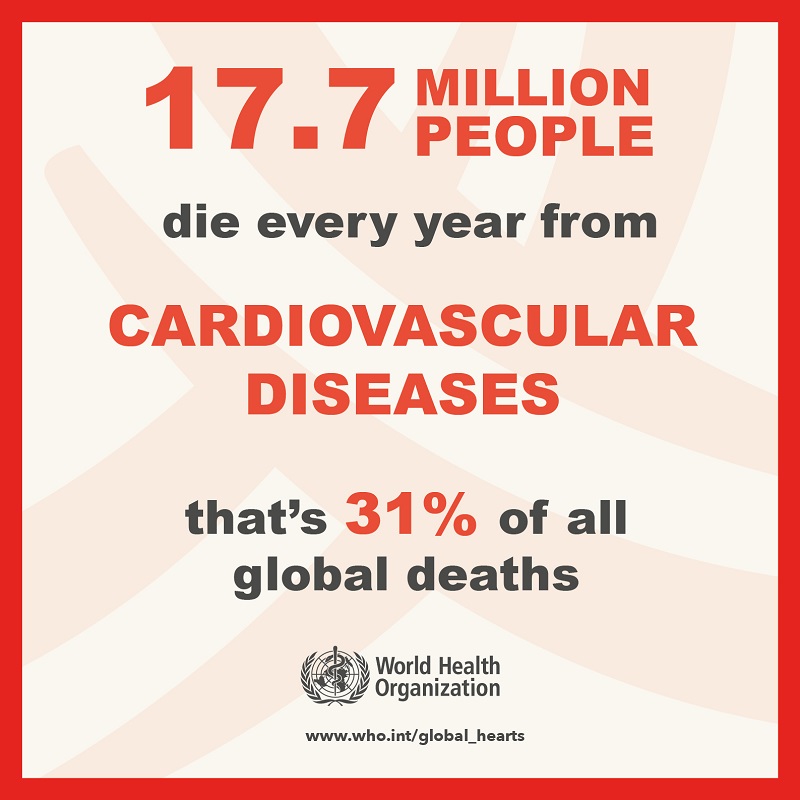 17.7 MILLION
PEOPLE
die every year from
CARDIOVASCULAR
DISEASES
that's 31% of all
global deaths
World Health
Organization
www.who.int/global_hearts